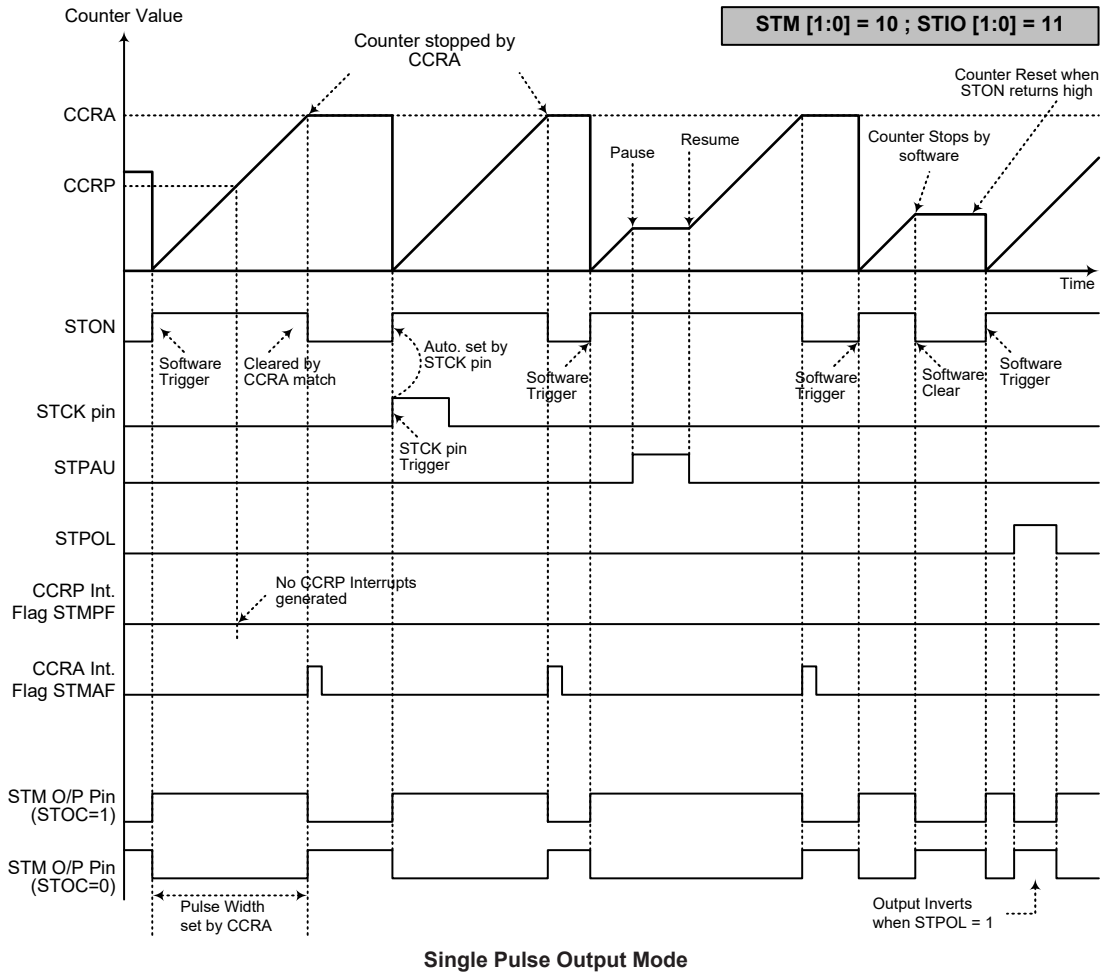 Counter Value
STM [1:0] = 10 ; STIO [1:0] = 11
Counter stopped by
CCRA
Counter Reset when
STON returns high
CCRA
Pause
Resume
Counter Stops by
software
CCRP
Time
STON
Software
Trigger
Cleared by
CCRA match
Auto. set by
STCK pin
Software
Trigger
Software
Trigger
Software
Clear
Software
Trigger
STCK pin
STCK pin
Trigger
STPAU
STPOL
No CCRP Interrupts
generated
CCRP Int.
Flag STMPF
CCRA Int.
Flag STMAF
STM O/P Pin
(STOC=1)
STM O/P Pin
(STOC=0)
Pulse Width
set by CCRA
Output Inverts
when STPOL = 1
Single Pulse Output Mode